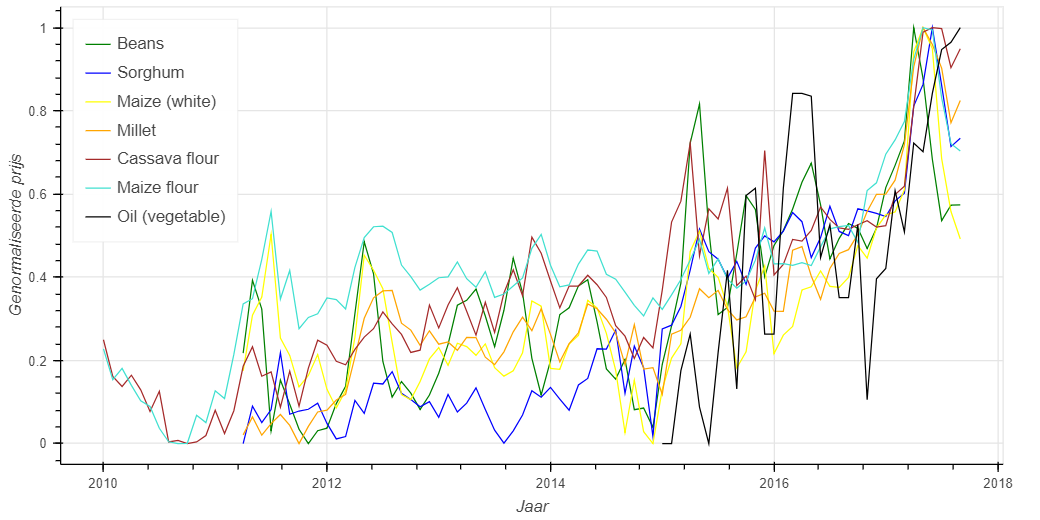 Beans
Sorghum
Maize (white)
Millet
Cassava flour
Maize flour
Oil (vegetable)
Genormaliseerde prijs
1
0.8
0.6
0.4
0.2
0
2010 2012 2014 2016 2018
Jaar